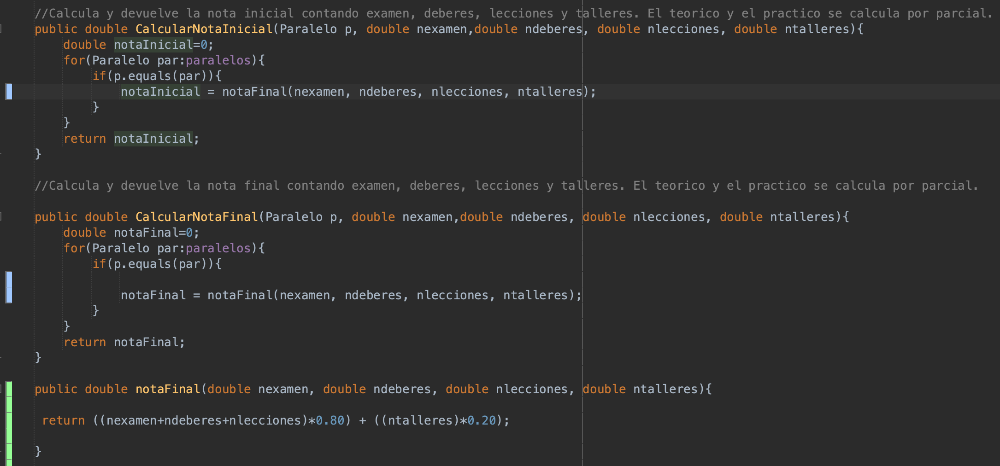 //Calcula y devuelve la nota inicial contando examen, deberes, lecciones y talleres. El teorico y el practico se calcula por parcial.
public double CalcularNotaInicial(Paralelo p, double nexamen,double ndeberes, double nlecciones, double ntalleres){
double notaInicial=0;
for(Paralelo par:paralelos){
if(p.equals(par)){
notaInicial = notaFinal(nexamen, ndeberes, nlecciones, ntalleres);
}
}
return notaInicial;
}
//Calcula y devuelve la nota final contando examen, deberes, lecciones y talleres. El teorico y el practico se calcula por parcial.
public double CalcularNotaFinal(Paralelo p, double nexamen,double ndeberes, double nlecciones, double ntalleres){
double notaFinal=0;
for(Paralelo par:paralelos){
if(p.equals(par)){
notaFinal = notaFinal(nexamen, ndeberes, nlecciones, ntalleres);
}
}
return notaFinal;
}
public double notaFinal(double nexamen, double ndeberes, double nlecciones, double ntalleres){
return ((nexamen+ndeberes+nlecciones)*0.80) + ((ntalleres)*0.20);
}